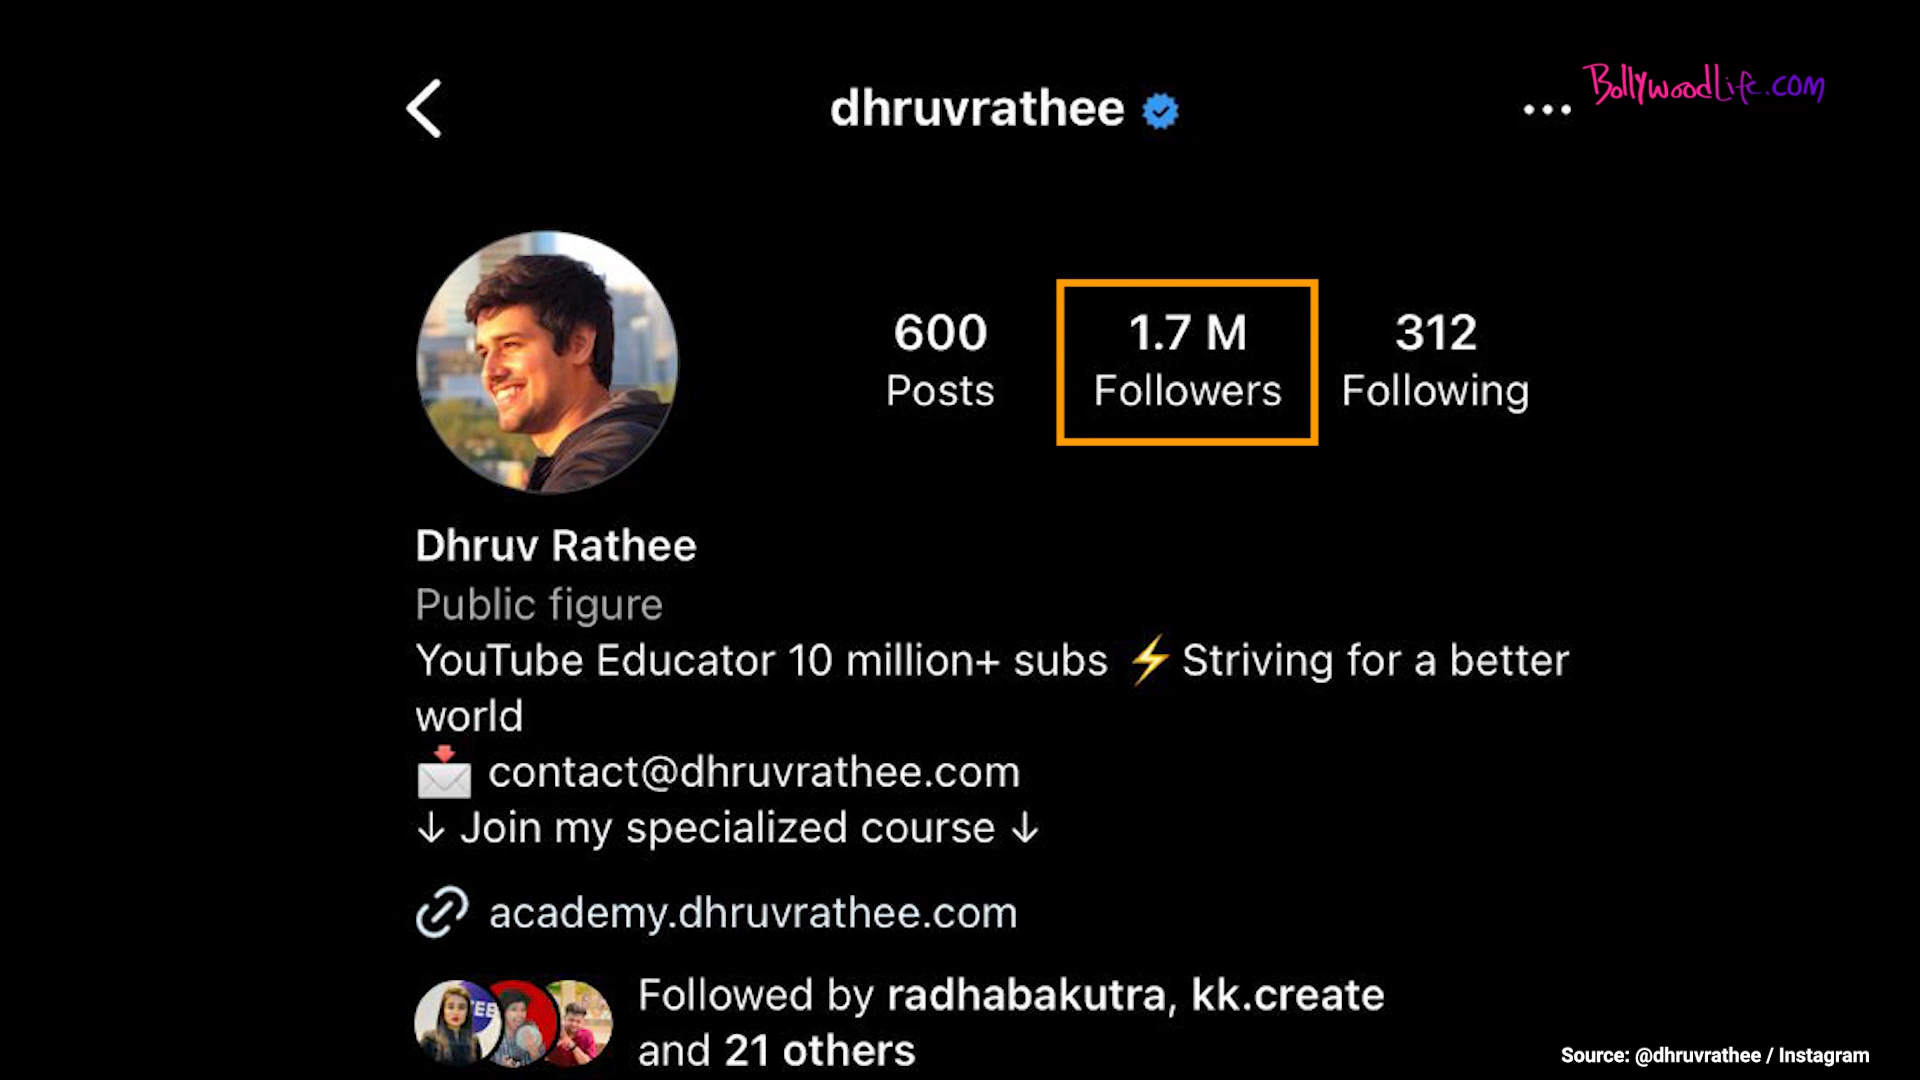 BollywoodLife.com
dhruvrathee
600
Posts
1.7 M
Followers
312
Following
Dhruv Rathee
Public figure
YouTube Educator 10 million+ subs ⚡ Striving for a better
world
📩 contact@dhruvrathee.com
↓ Join my specialized course ↓
academy.dhruvrathee.com
Followed by radhabakutra, kk.create
and 21 others
Source: @dhruvrathee / Instagram